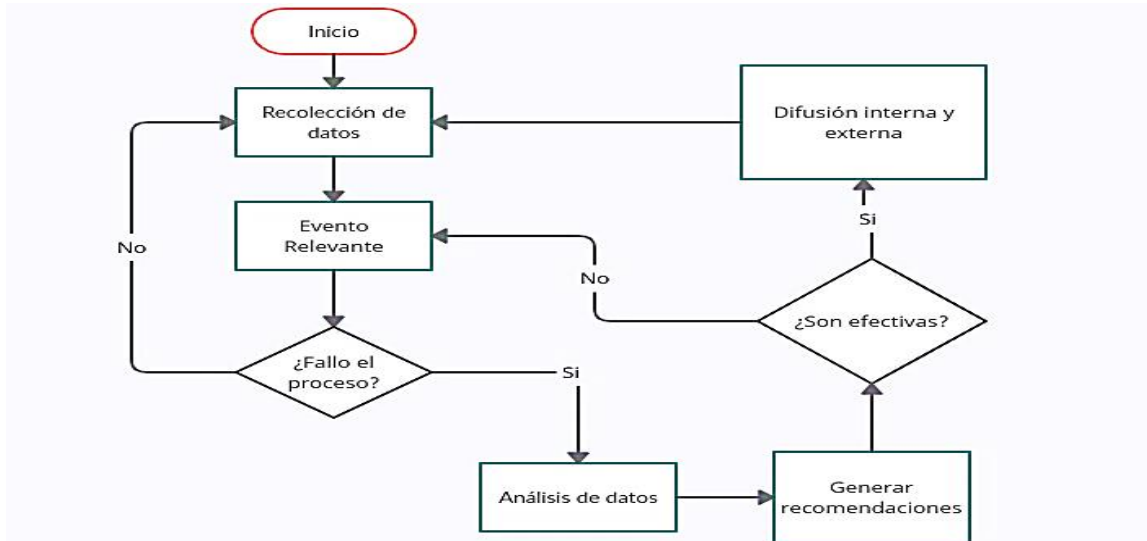 Inicio
Recolección de
datos
Difusión interna y
externa
Evento
Relevante
No
Si
No
¿Son efectivas?
¿Fallo el
proceso?
Si
Análisis de datos
Generar
recomendaciones